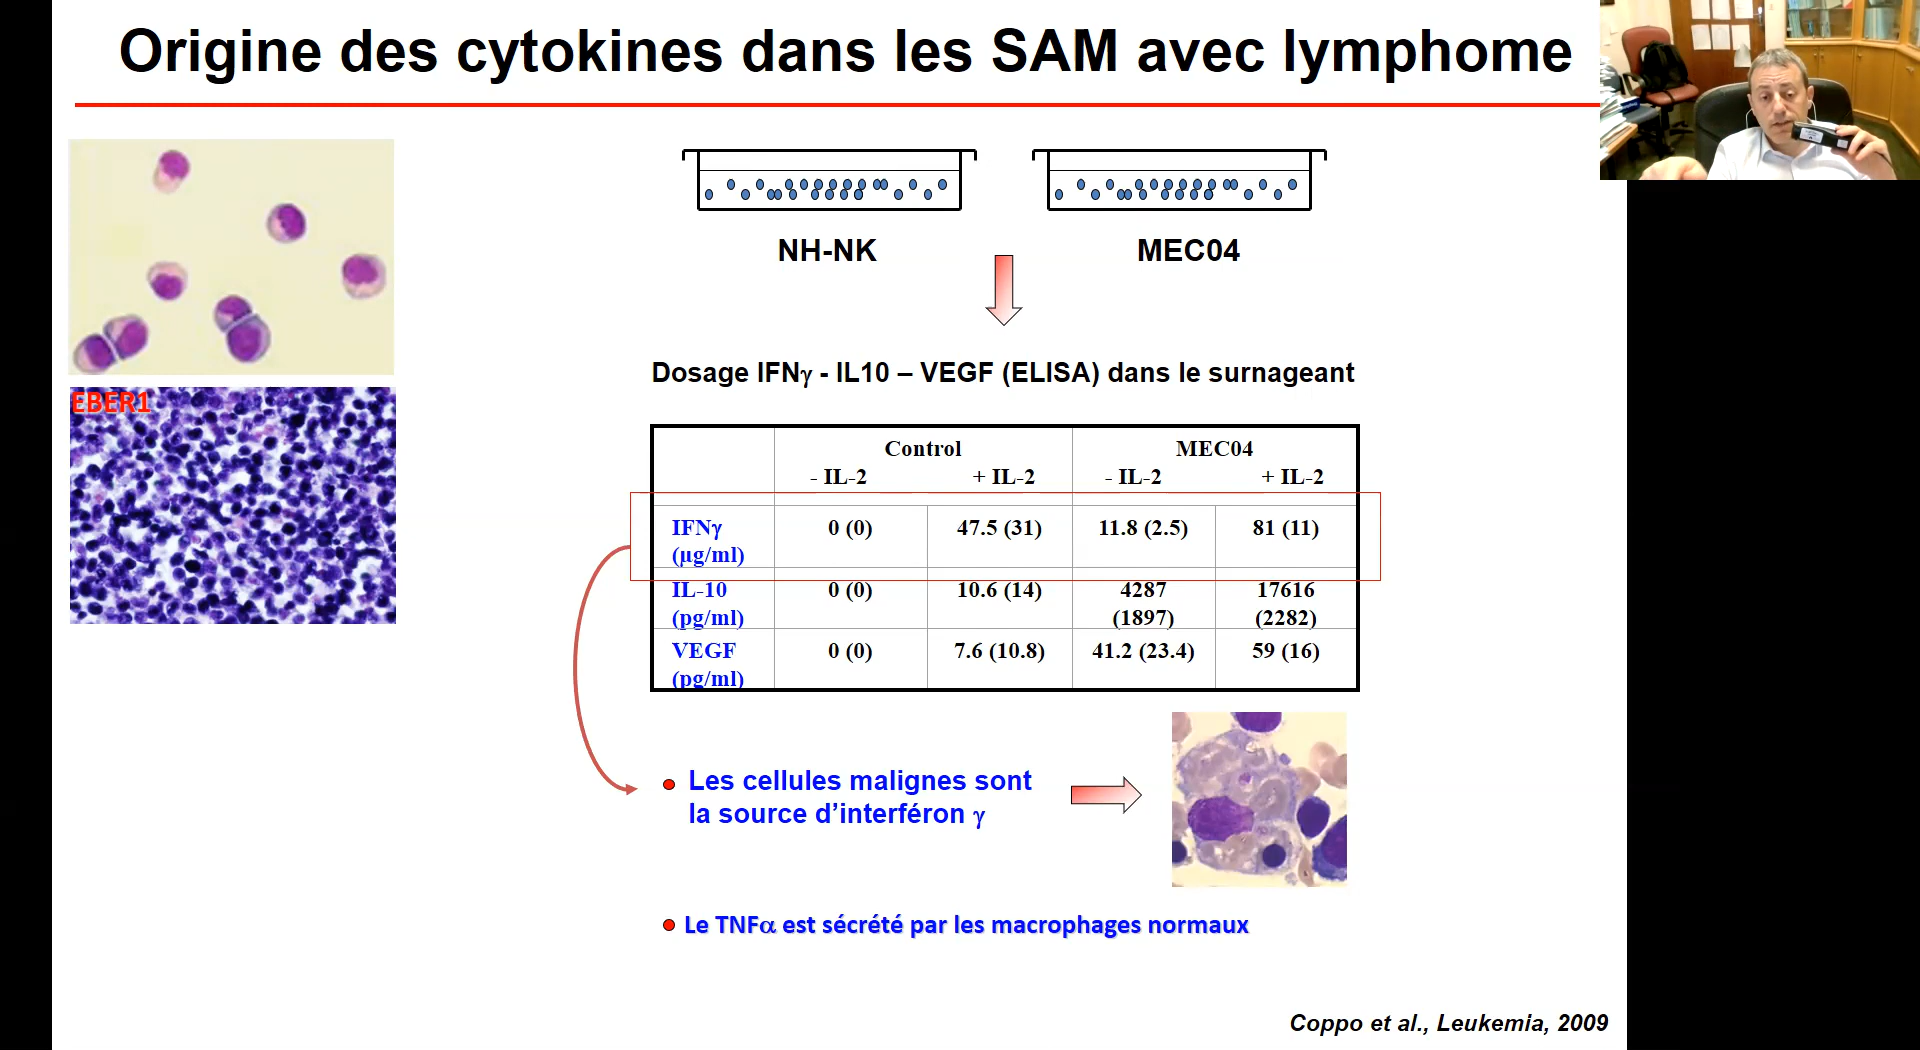 Origine des cytokines dans les SAM avec lymphome
EBER1
NH-NK
MEC04
Dosage IFNγ - IL10 – VEGF (ELISA) dans le surnageant
Control
MEC04
- IL-2
+ IL-2
- IL-2
+ IL-2
IFNγ
(µg/ml)
0 (0)
47.5 (31)
11.8 (2.5)
81 (11)
IL-10
(pg/ml)
0 (0)
10.6 (14)
4287
(1897)
17616
(2282)
VEGF
(pg/ml)
0 (0)
7.6 (10.8)
41.2 (23.4)
59 (16)
Les cellules malignes sont
la source d’interféron γ
Le TNFα est sécrété par les macrophages normaux
Coppo et al., Leukemia, 2009